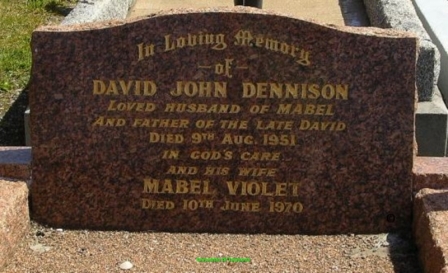 In Loving Memory
of
DAVID JOHN DENNISON
LOVED HUSBAND OF MABEL
AND FATHER OF THE LATE DAVID
DIED 9TH AUG. 1951
IN GOD'S CARE
AND HIS WIFE
MABEL VIOLET
DIED 10TH JUNE 1970